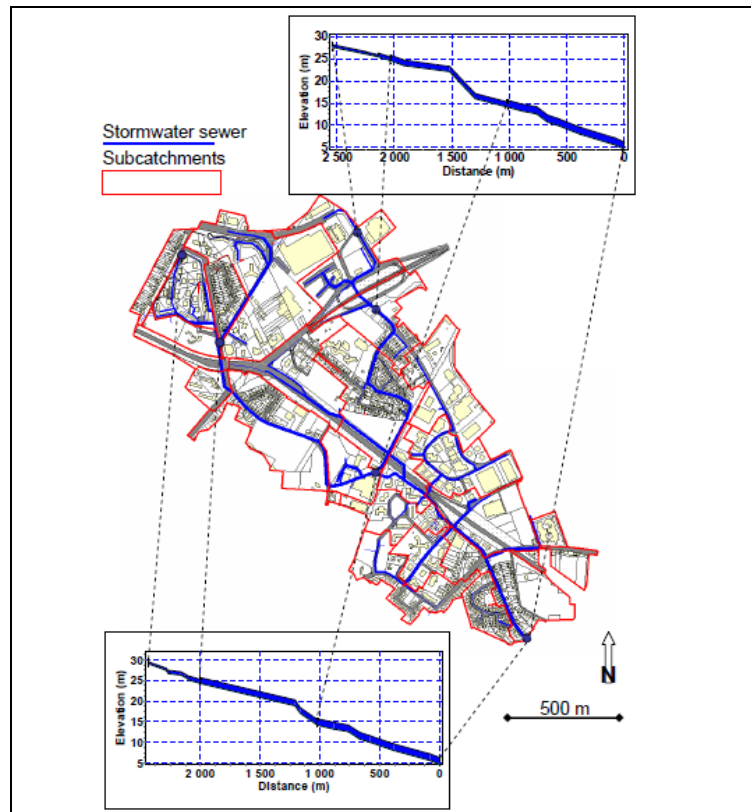 30
25
20
15
10
5
Elevation (m)
2 500 2 000 1 500 1 000 500 0
Distance (m)
Stormwater sewer
Subcatchments
N
500 m
30
25
20
15
10
5
Elevation (m)
2 000 1 500 1 000 500 0
Distance (m)